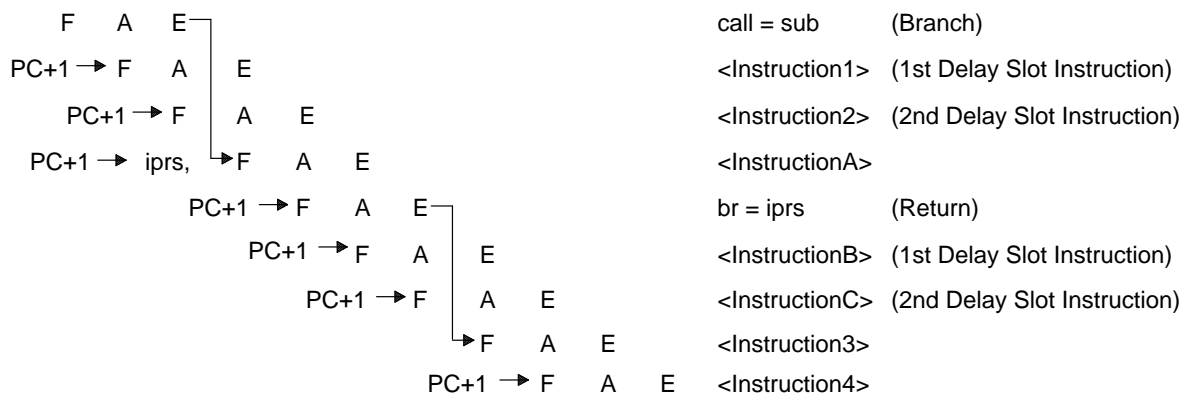 F A E call = sub (Branch)
PC+1 F A E <Instruction1> (1st Delay Slot Instruction)
PC+1 F A E <Instruction2> (2nd Delay Slot Instruction)
PC+1 iprs, F A E <InstructionA>
PC+1 F A E br = iprs (Return)
PC+1 F A E <InstructionB> (1st Delay Slot Instruction)
PC+1 F A E <InstructionC> (2nd Delay Slot Instruction)
F A E <Instruction3>
PC+1 F A E <Instruction4>